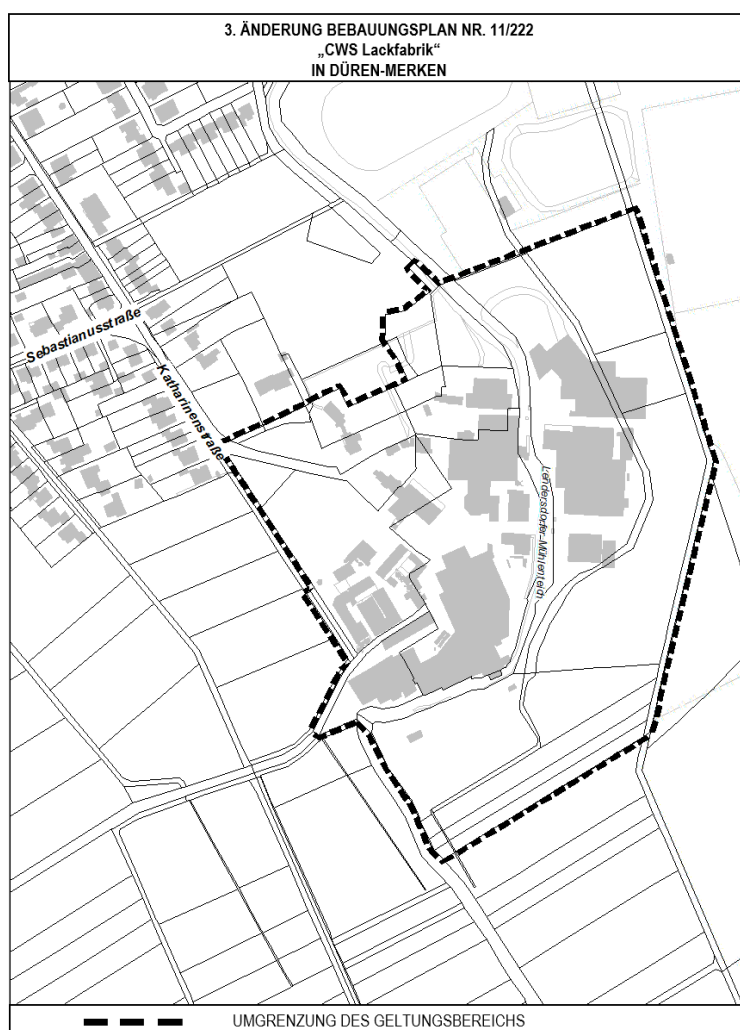 3. ÄNDERUNG BEBAUUNGSPLAN NR. 11/222
„CWS Lackfabrik“
IN DÜREN-MERKEN
Sebastianusstraße
Katharinenstraße
Lendersdorfer-Mühlenteich
UMGRENZUNG DES GELTUNGSBEREICHS